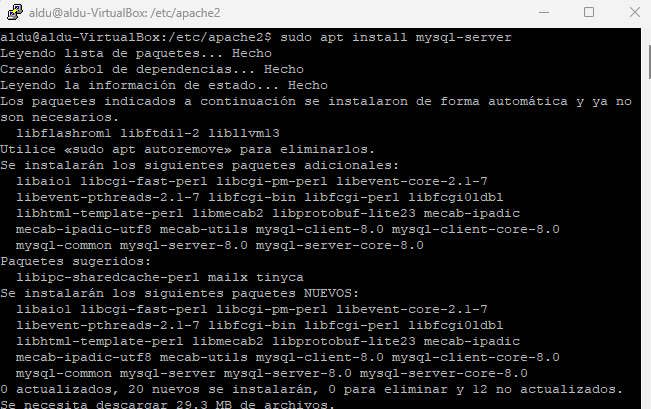 aldu@aldu-VirtualBox: /etc/apache2
aldu@aldu-VirtualBox:/etc/apache2$ sudo apt install mysql-server
Leyendo lista de paquetes... Hecho
Creando árbol de dependencias... Hecho
Leyendo la información de estado... Hecho
Los paquetes indicados a continuación se instalaron de forma automática y ya no
son necesarios.
  libflashrom1 libftdi1-2 libllvm13
Utilice «sudo apt autoremove» para eliminarlos.
Se instalarán los siguientes paquetes adicionales:
  libaio1 libcgi-fast-perl libcgi-pm-perl libevent-core-2.1-7
  libevent-pthreads-2.1-7 libfcgi-bin libfcgi-perl libfcgi0ldbl
  libhtml-template-perl libmecab2 libprotobuf-lite23 mecab-ipadic
  mecab-ipadic-utf8 mecab-utils mysql-client-8.0 mysql-client-core-8.0
  mysql-common mysql-server-8.0 mysql-server-core-8.0
Paquetes sugeridos:
  libipc-sharedcache-perl mailx tinyca
Se instalarán los siguientes paquetes NUEVOS:
  libaio1 libcgi-fast-perl libcgi-pm-perl libevent-core-2.1-7
  libevent-pthreads-2.1-7 libfcgi-bin libfcgi-perl libfcgi0ldbl
  libhtml-template-perl libmecab2 libprotobuf-lite23 mecab-ipadic
  mecab-ipadic-utf8 mecab-utils mysql-client-8.0 mysql-client-core-8.0
  mysql-common mysql-server mysql-server-8.0 mysql-server-core-8.0
0 actualizados, 20 nuevos se instalarán, 0 para eliminar y 12 no actualizados.
Se necesita descargar 29.3 MB de archivos.